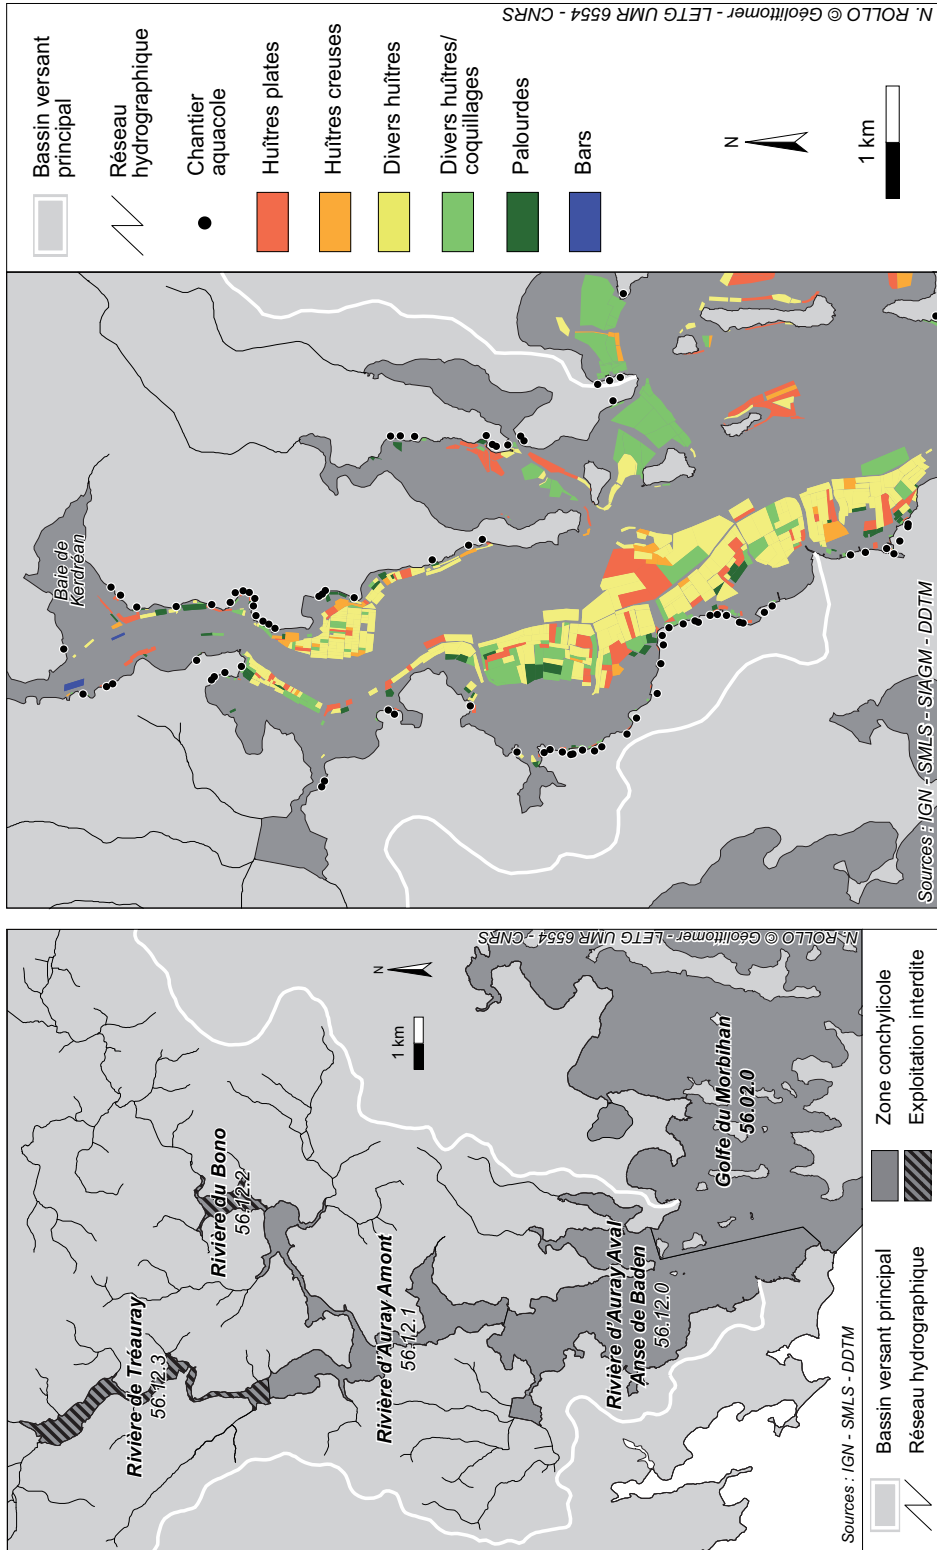 N. ROLLO © Géolittomer - LETG UMR 6554 - CNRS
Bassin versant
principal
Réseau
hydrographique
Chantier
aquacole
Huîtres plates
Huîtres creuses
Divers huîtres
Divers huîtres/
coquillages
Palourdes
Bars
N
1 km
Baie de
Kerdréan
Sources : IGN - SMLS - SIAGM - DDTM
N. ROLLO © Géolittomer - LETG UMR 6554 - CNRS
N
1 km
Rivière de Tréauray
56.12.3
Rivière du Bono
56.12.2
Rivière d'Auray Amont
56.12.1
Rivière d'Auray Aval
Anse de Baden
56.12.0
Golfe du Morbihan
56.02.0
Sources : IGN - SMLS - DDTM
Bassin versant principal
Réseau hydrographique
Zone conchylicole
Exploitation interdite